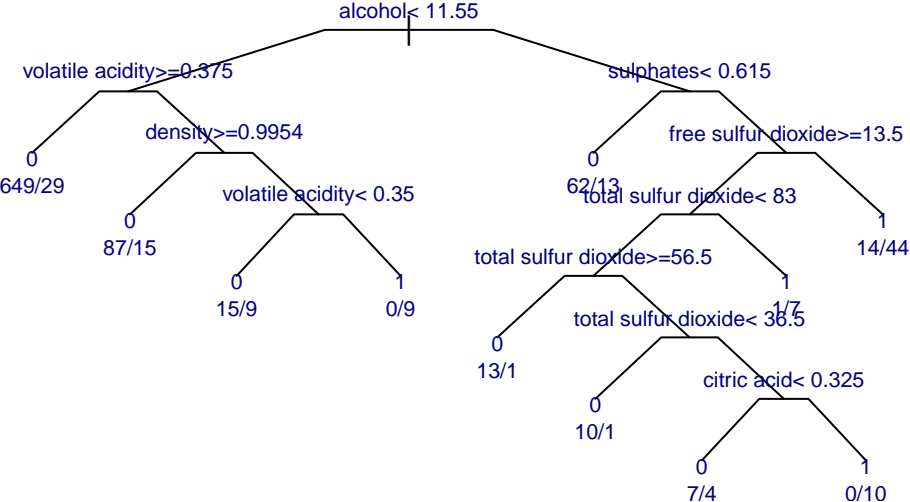 alcohol< 11.55
volatile acidity>=0.375
sulphates< 0.615
density>=0.9954
free sulfur dioxide>=13.5
0
649/29
0
62/13
volatile acidity< 0.35
total sulfur dioxide< 83
0
87/15
1
14/44
total sulfur dioxide>=56.5
0
15/9
1
0/9
1
1/7
total sulfur dioxide< 36.5
0
13/1
citric acid< 0.325
0
10/1
0
7/4
1
0/10